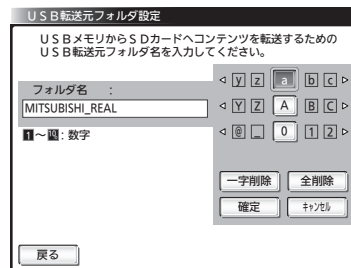 ＵＳＢ転送元フォルダ設定
ＵＳＢメモリからＳＤカードへコンテンツを転送するための
ＵＳＢ転送元フォルダ名を入力してください。
フォルダ名　：
MITSUBISHI_REAL
1～10：数字
y z a b c
Y Z A B C
@ _ 0 1 2
一字削除 全削除
確定 ｷｬﾝｾﾙ
戻る